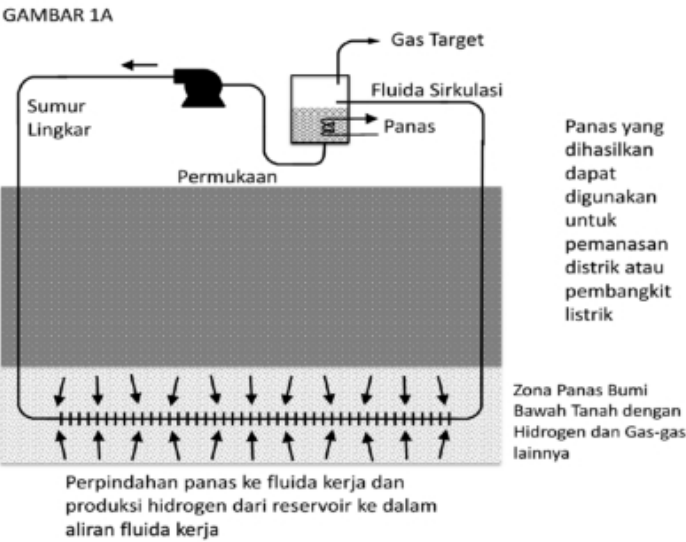 GAMBAR 1A
Gas Target
Fluida Sirkulasi
Sumur
Lingkar
Panas
Permukaan
Panas yang
dihasilkan
dapat
digunakan
untuk
pemanasan
distrik atau
pembangkit
listrik
Zona Panas Bumi
Bawah Tanah dengan
Hidrogen dan Gas-gas
lainnya
Perpindahan panas ke fluida kerja dan
produksi hidrogen dari reservoir ke dalam
aliran fluida kerja